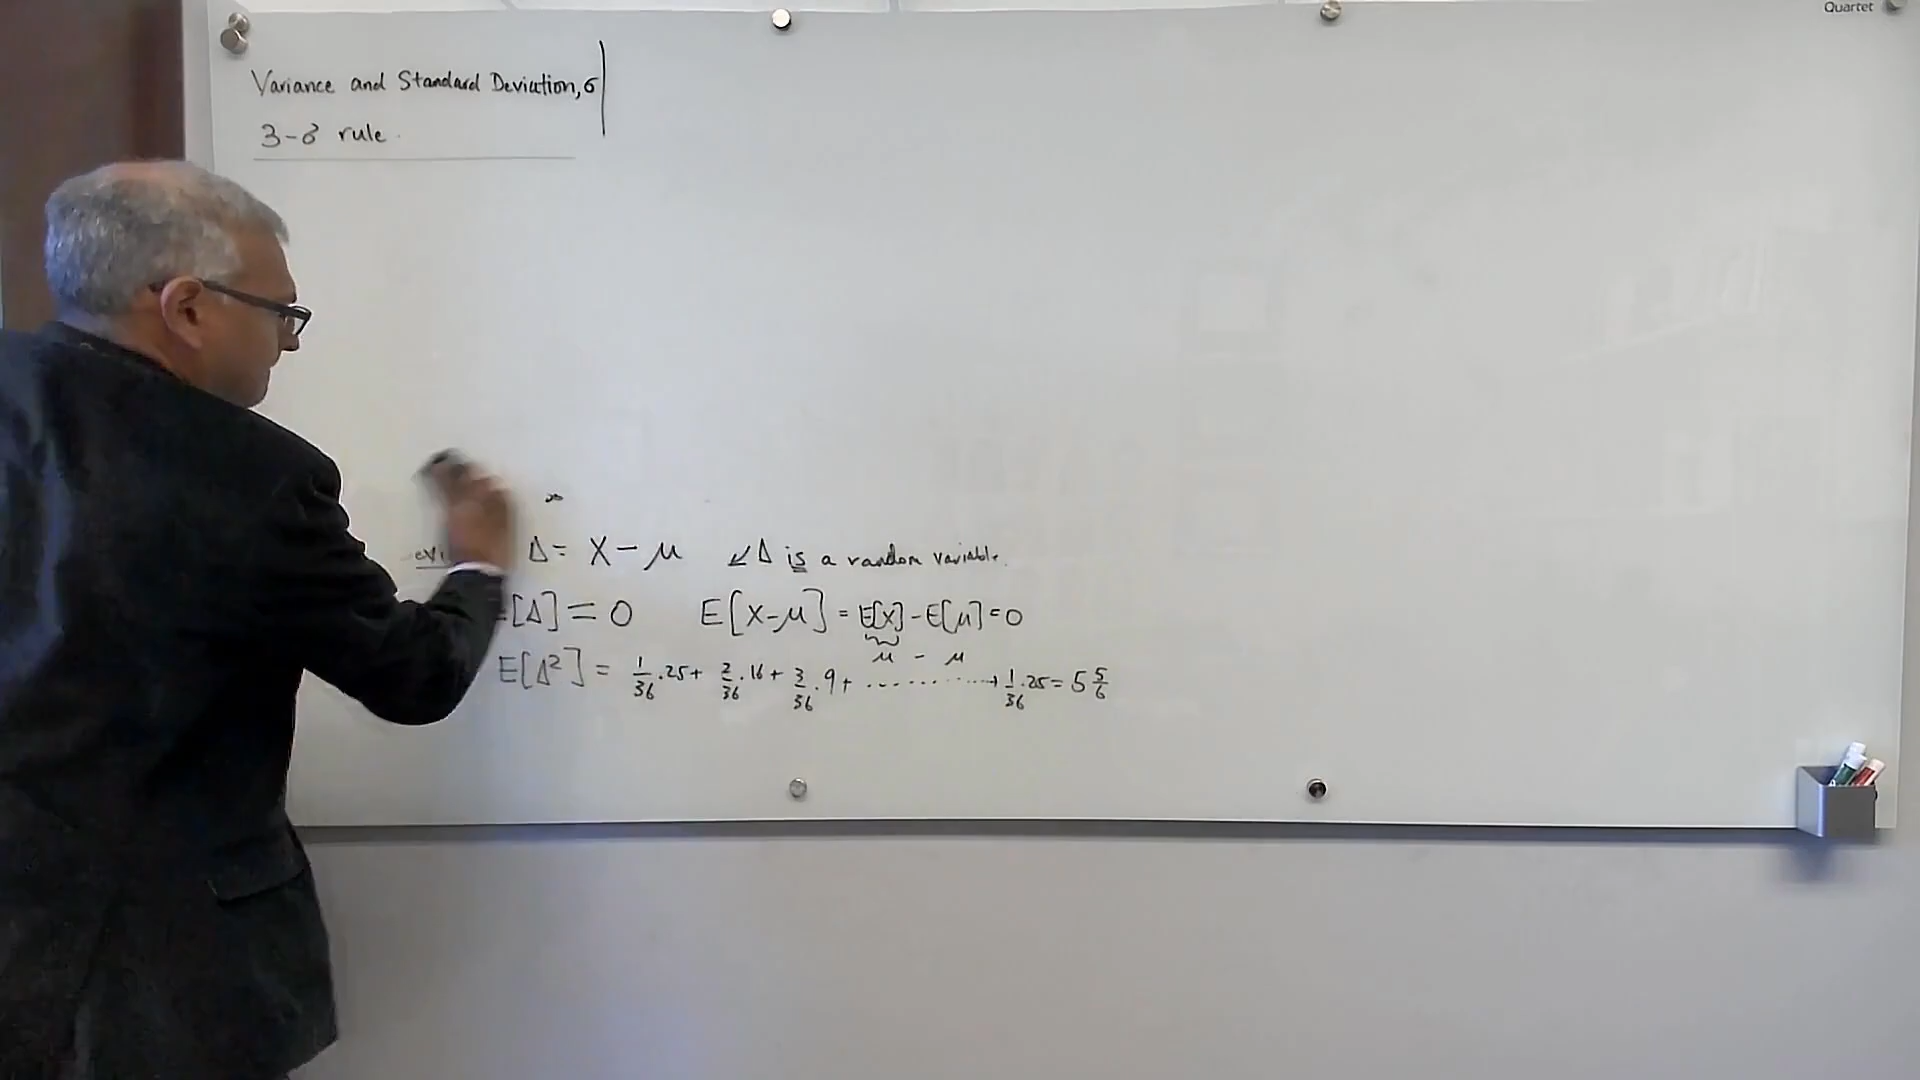 Quartet
Variance and Standard Deviation, σ
3-σ rule.
Δ = X - μ ↙ Δ is a random variable.
[Δ] = 0 E[X-μ] = E[X] - E[μ] = 0
μ - μ
E[Δ²] = 1/36 . 25 + 2/36 . 16 + 3/36 . 9 + .......... + 1/36 . 25 = 5 5/6